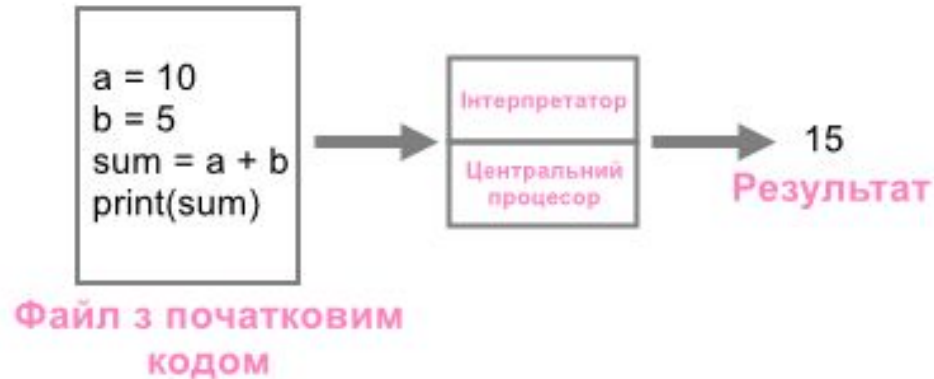 a = 10
b = 5
sum = a + b
print(sum)
Файл з початковим
кодом
Інтерпретатор
Центральний
процесор
15
Результат